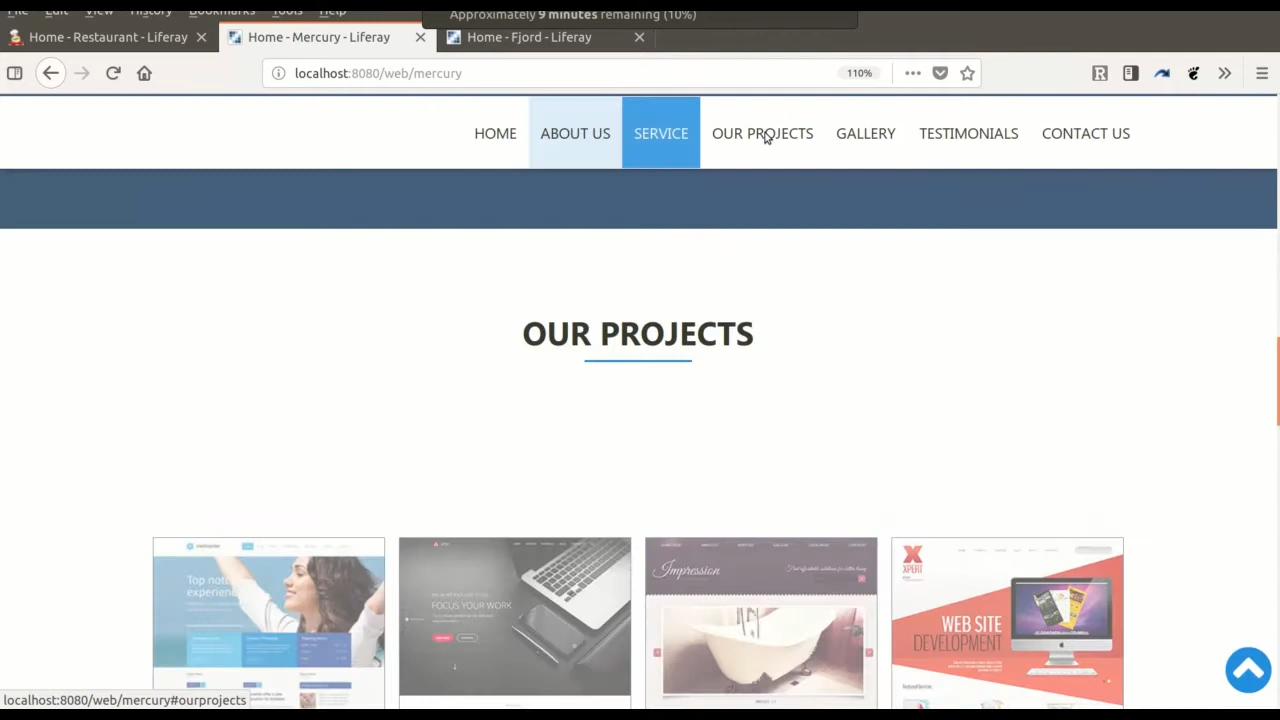 File Edit View History Bookmarks Tools Help
Approximately 9 minutes remaining (10%)
Home - Restaurant - Liferay
Home - Mercury - Liferay
Home - Fjord - Liferay
localhost:8080/web/mercury
110%
HOME
ABOUT US
SERVICE
OUR PROJECTS
GALLERY
TESTIMONIALS
CONTACT US
OUR PROJECTS
Top
FOCUS YOUR WORK
Impression
XPERT
WEB SITE
DEVELOPMENT
localhost:8080/web/mercury#ourprojects